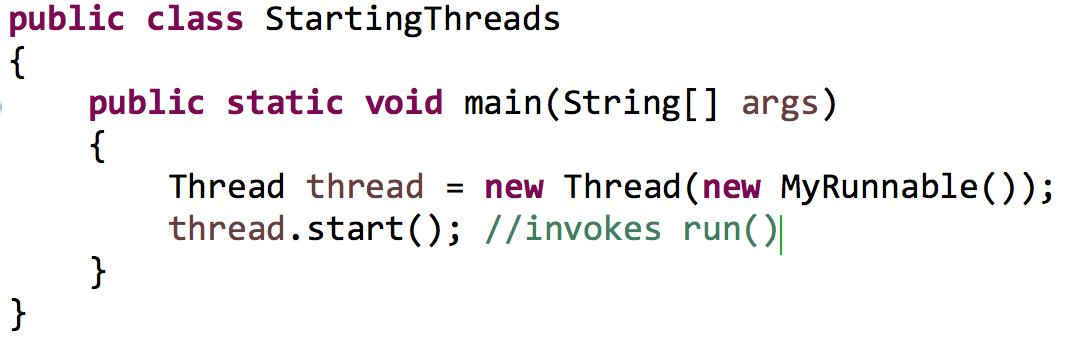 public class StartingThreads
{
public static void main(String[] args)
{
Thread thread = new Thread(new MyRunnable());
thread.start(); //invokes run()
}
}